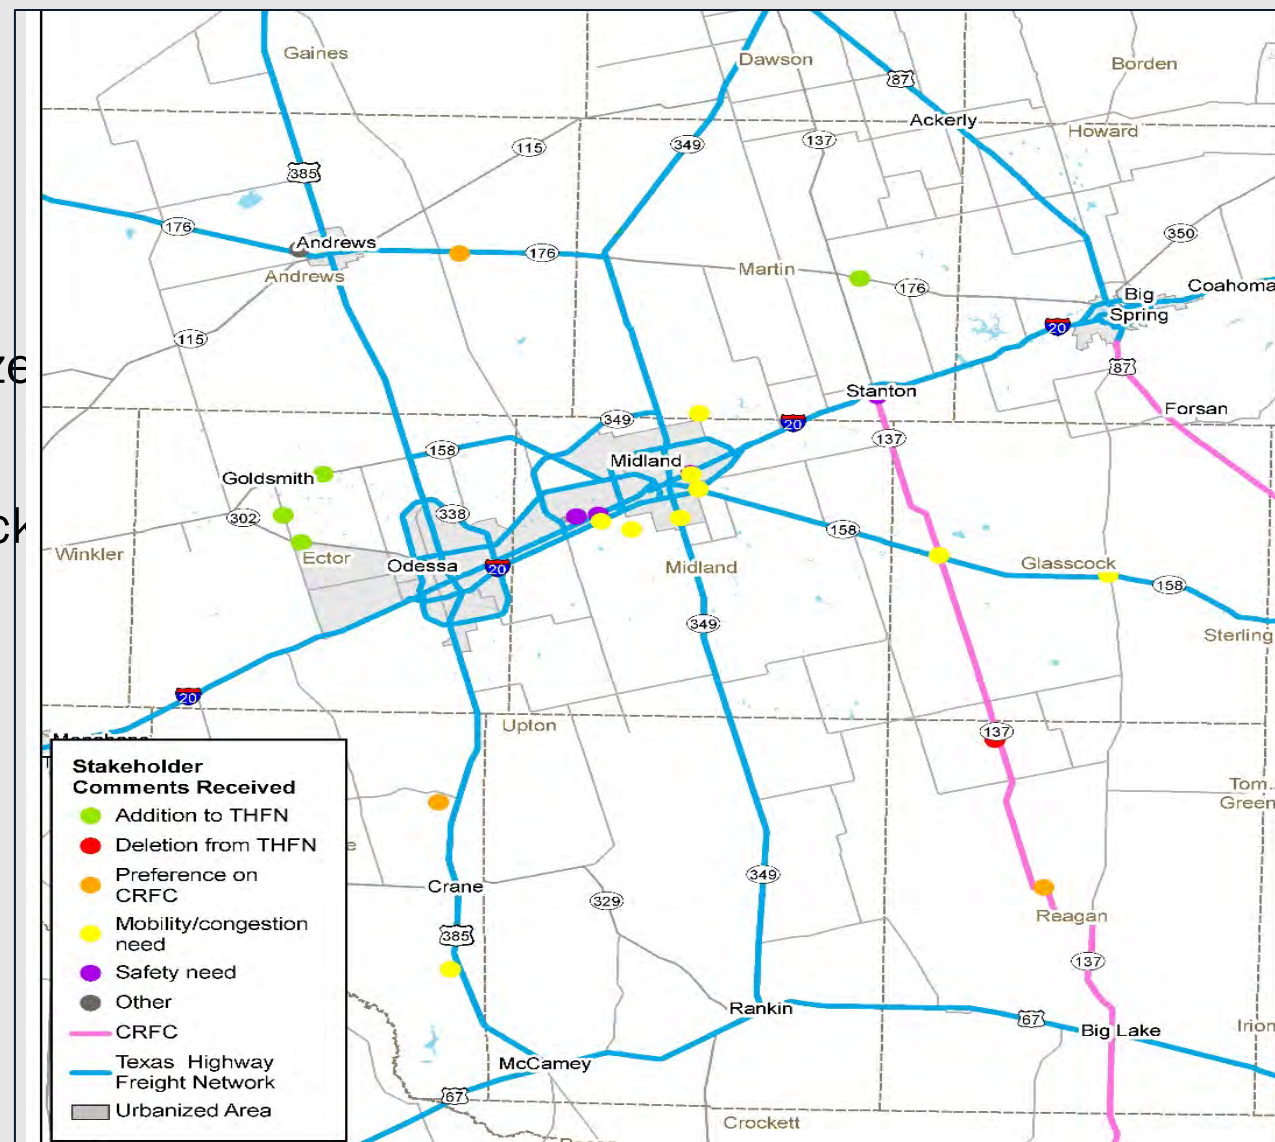 Gaines
Dawson
Borden
87
Ackerly
Howard
115
349
137
385
176
Andrews
176
350
Andrews
Martin
176
Big
Spring
Coahoma
20
115
87
Stanton
Forsan
349
20
137
158
Midland
Goldsmith
302
338
158
Winkler
Ector
Odessa
20
Midland
Glasscock
158
349
Sterling
20
Upton
137
Tom
Green
Stakeholder
Comments Received
Addition to THFN
Deletion from THFN
Preference on
CRFC
Mobility/congestion
need
Safety need
Other
CRFC
Texas Highway
Freight Network
Urbanized Area
Crane
349
329
Reagan
385
137
Rankin
67
Big Lake
Irion
McCamey
67
Crockett